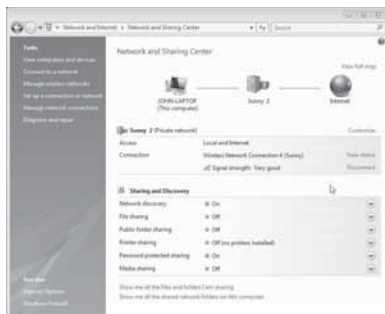 Network and Internet ▸ Network and Sharing Center
Search
Tasks
View computers and devices
Connect to a network
Manage wireless networks
Set up a connection or network
Manage network connections
Diagnose and repair
See also
Internet Options
Windows Firewall
Network and Sharing Center
View full map
JOHN-LAPTOP
(This computer)
Sunny 2
Internet
Sunny 2 (Private network)
Customize
Access
Local and Internet
Connection
Wireless Network Connection 4 (Sunny)
View status
Signal strength: Very good
Disconnect
Sharing and Discovery
Network discovery
On
File sharing
Off
Public folder sharing
Off
Printer sharing
Off (no printers installed)
Password protected sharing
On
Media sharing
Off
Show me all the files and folders I am sharing
Show me all the shared network folders on this computer